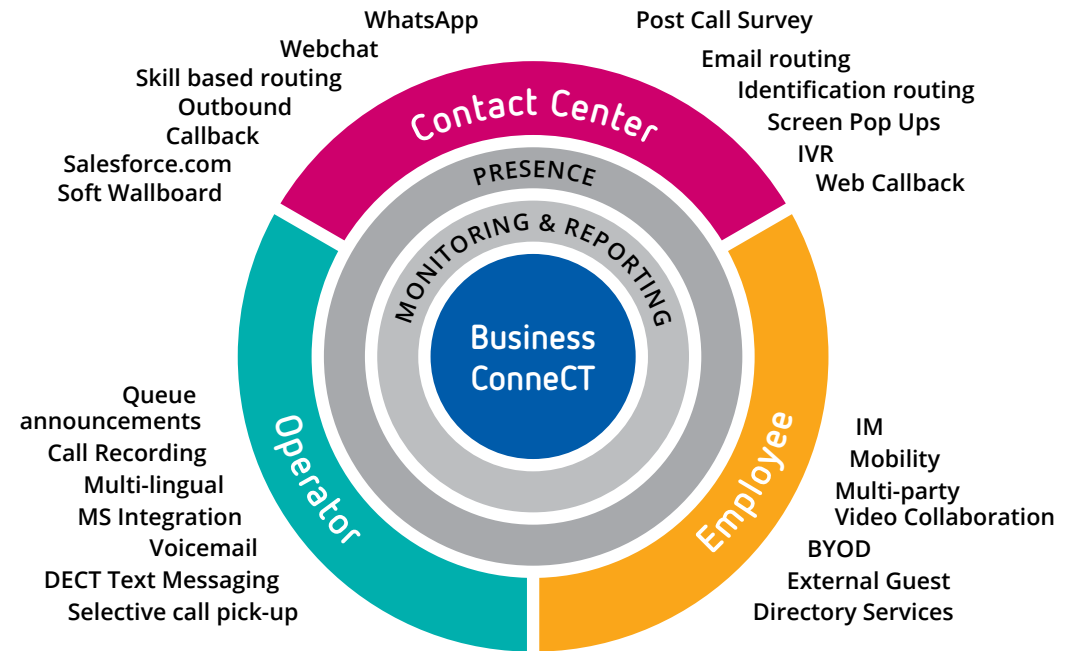 WhatsApp
Webchat
Skill based routing
Outbound
Callback
Salesforce.com
Soft Wallboard
Post Call Survey
Email routing
Identification routing
Screen Pop Ups
IVR
Web Callback
Contact Center
PRESENCE
MONITORING & REPORTING
Business
ConneCT
Operator
Employee
Queue
announcements
Call Recording
Multi-lingual
MS Integration
Voicemail
DECT Text Messaging
Selective call pick-up
IM
Mobility
Multi-party
Video Collaboration
BYOD
External Guest
Directory Services